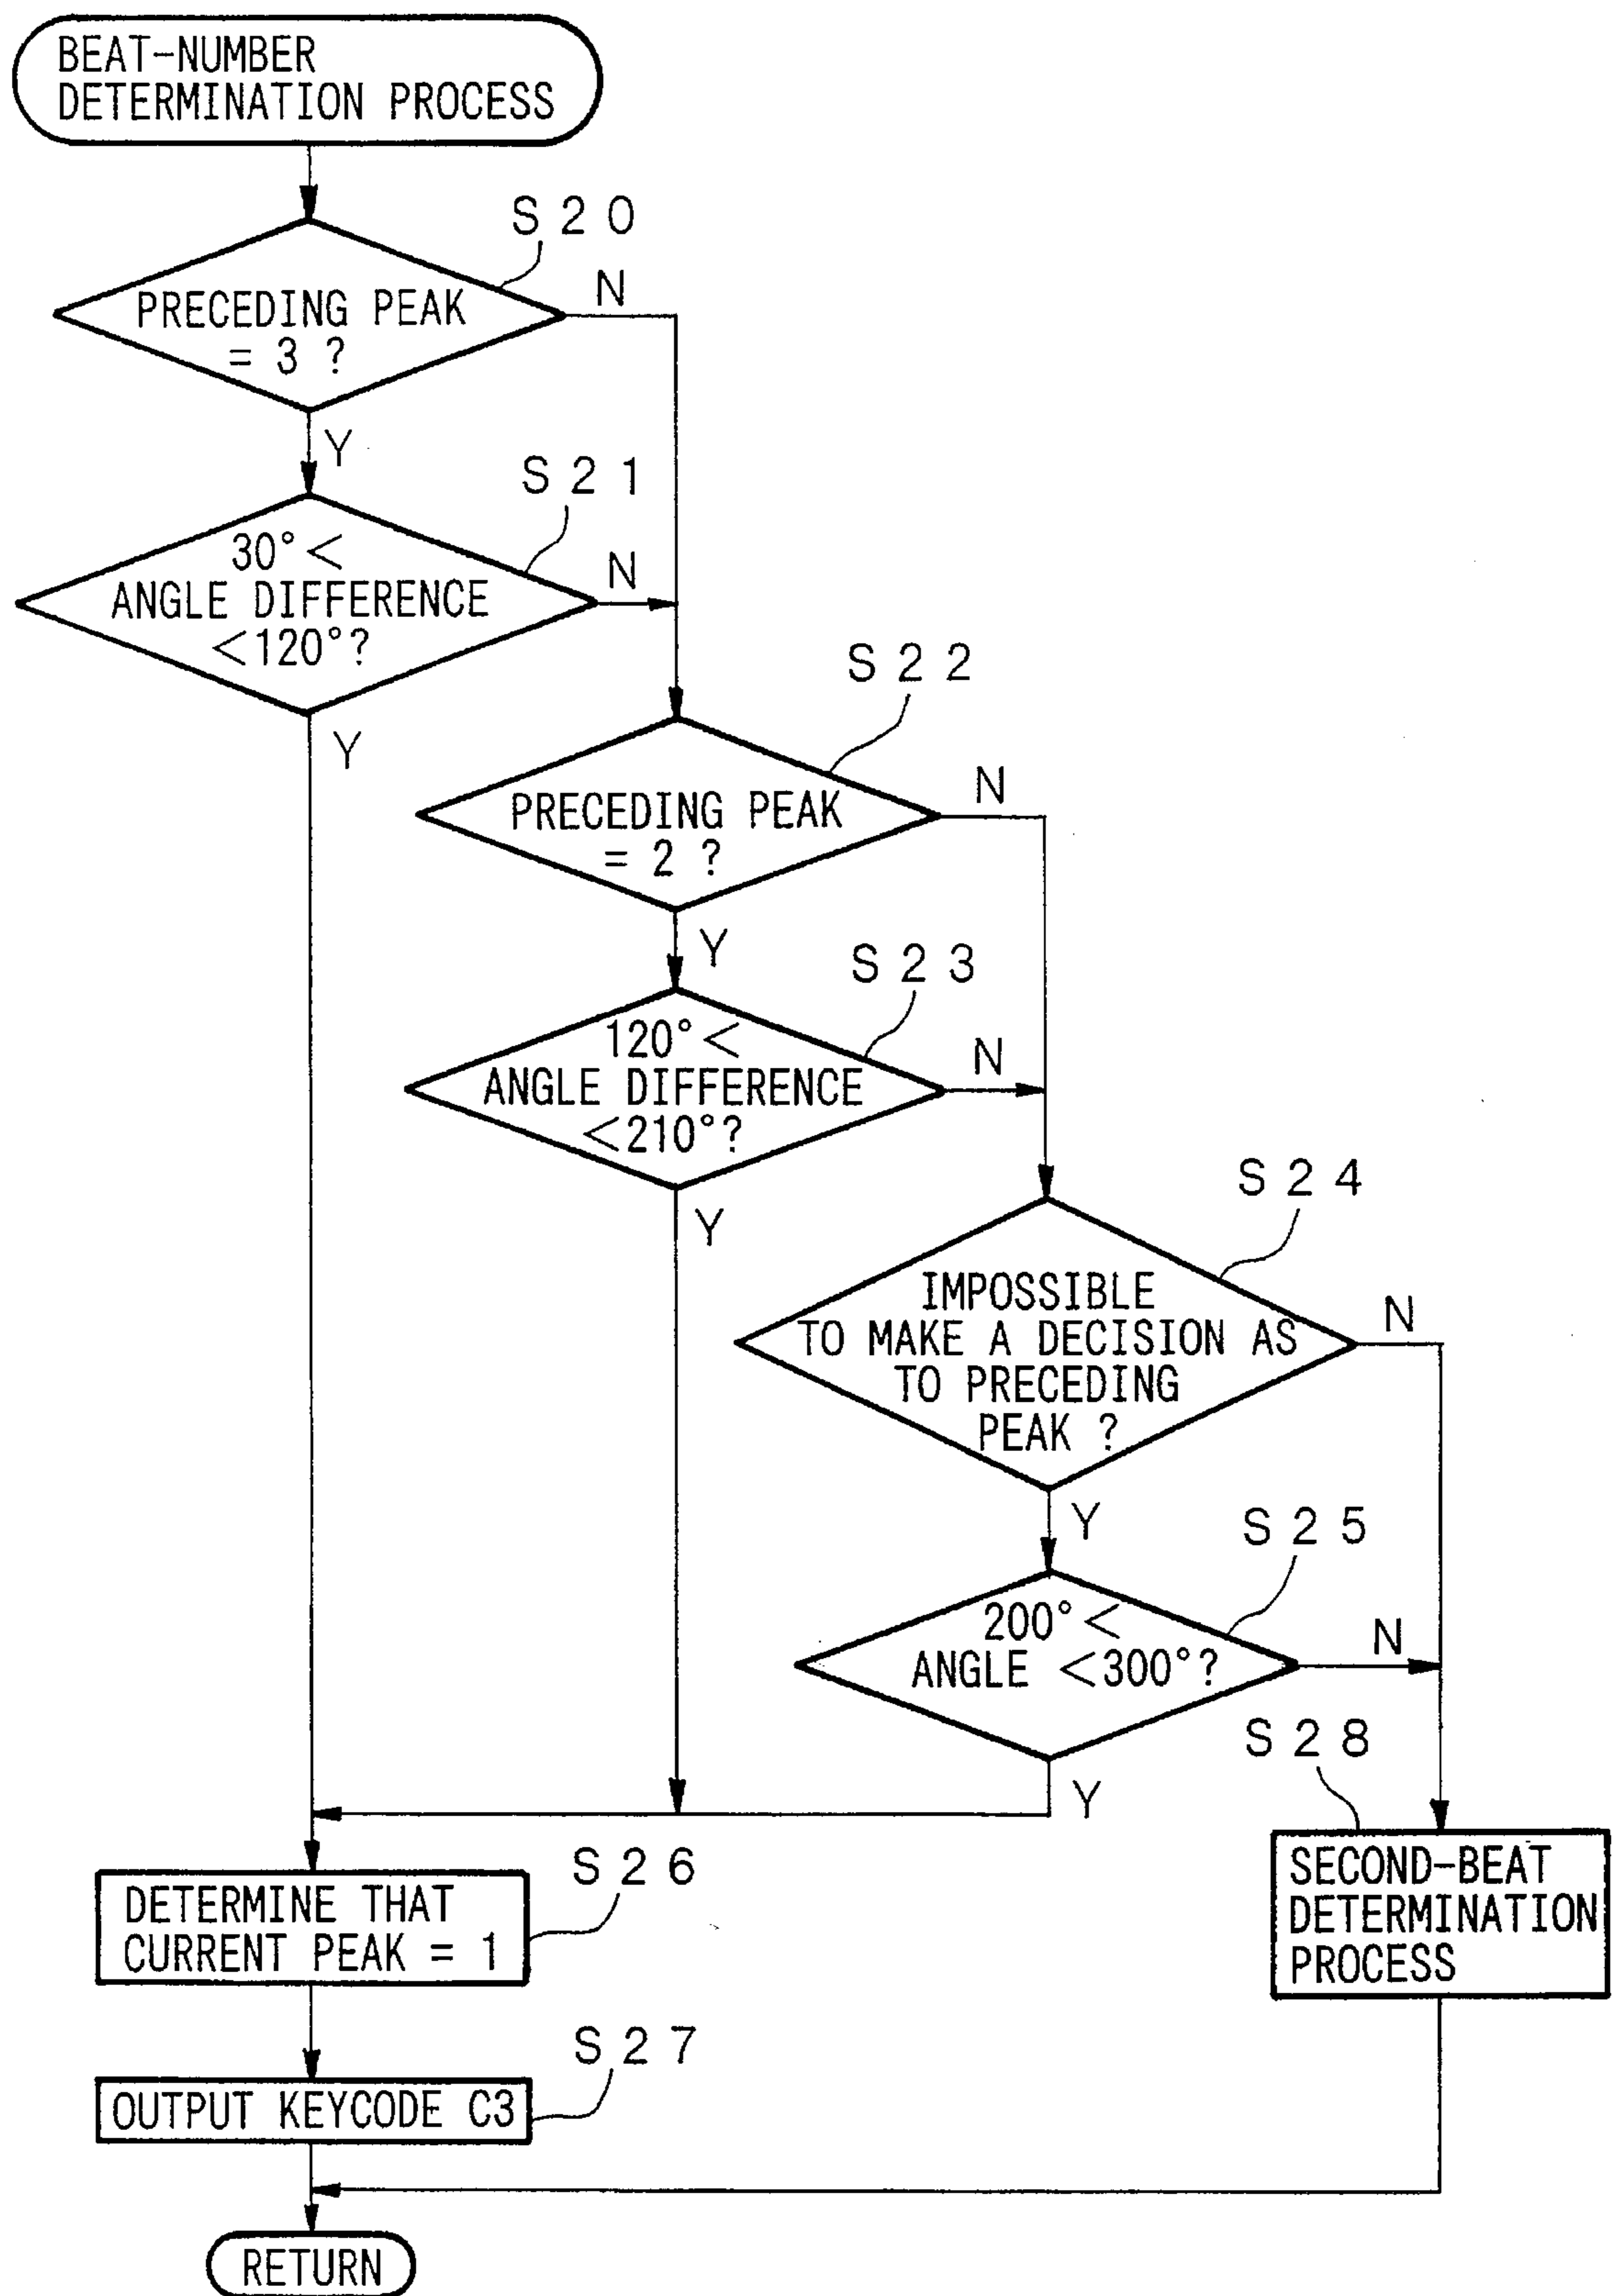 BEAT-NUMBER
DETERMINATION PROCESS
S20
PRECEDING PEAK
= 3 ?
N
Y
S21
30°<
ANGLE DIFFERENCE
<120°?
N
Y
S22
PRECEDING PEAK
= 2 ?
N
Y
S23
120°<
ANGLE DIFFERENCE
<210°?
N
Y
S24
IMPOSSIBLE
TO MAKE A DECISION AS
TO PRECEDING
PEAK ?
N
Y
S25
200°<
ANGLE <300°?
N
Y
S26
DETERMINE THAT
CURRENT PEAK = 1
S27
OUTPUT KEYCODE C3
S28
SECOND-BEAT
DETERMINATION
PROCESS
RETURN